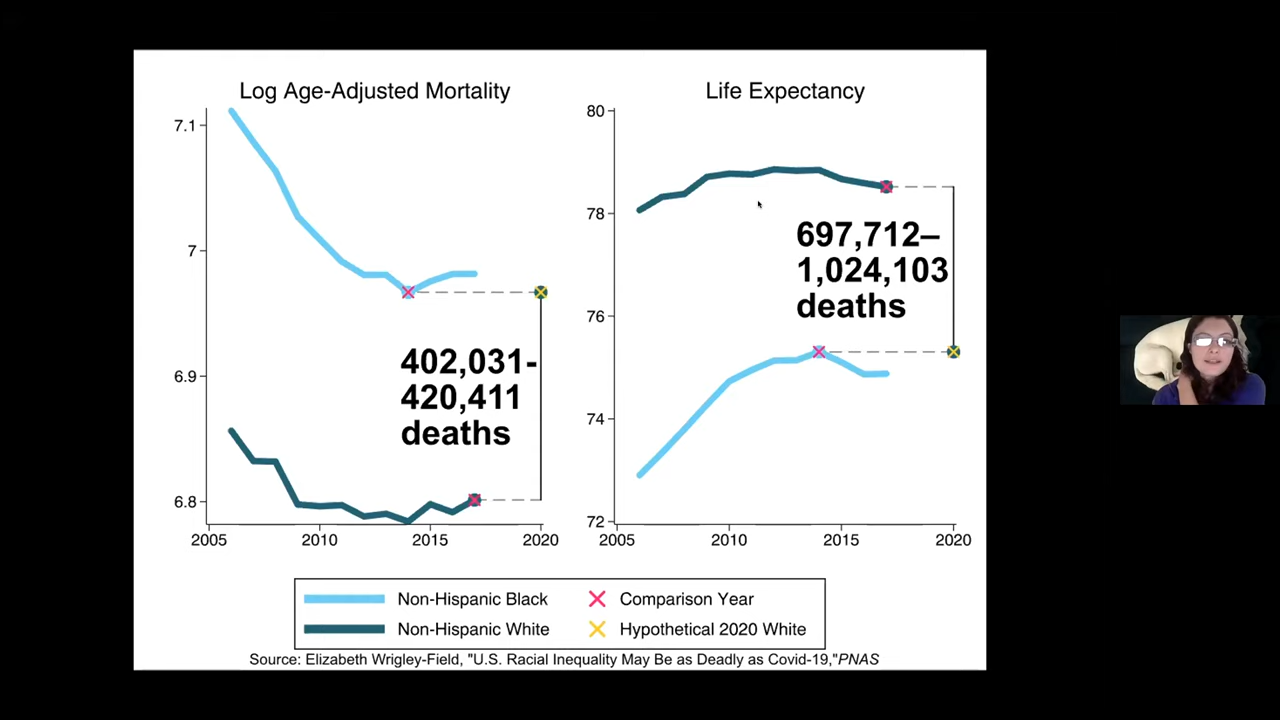 Log Age-Adjusted Mortality
7.1
7
6.9
6.8
402,031-
420,411
deaths
2005
2010
2015
2020
Life Expectancy
80
78
76
74
72
697,712–
1,024,103
deaths
2005
2010
2015
2020
Non-Hispanic Black
Comparison Year
Non-Hispanic White
Hypothetical 2020 White
Source: Elizabeth Wrigley-Field, "U.S. Racial Inequality May Be as Deadly as Covid-19,"PNAS